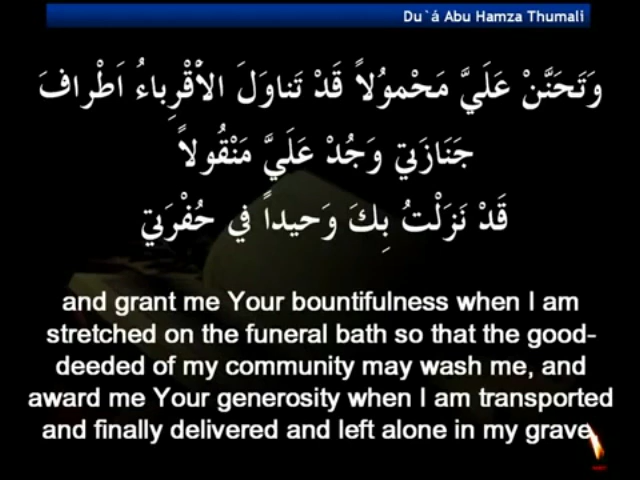 Du`á Abu Hamza Thumali
وَتَحَنَّنْ عَلَيَّ مَحْمُولاً قَدْ تَناوَلَ الأَقْرِباءُ اَطْرافَ
جَنَازَتي وَجُدْ عَلَيَّ مَنْقُولاً
قَدْ نَزَلْتُ بِكَ وَحيداً في حُفْرَتي
and grant me Your bountifulness when I am
stretched on the funeral bath so that the good-
deeded of my community may wash me, and
award me Your generosity when I am transported
and finally delivered and left alone in my grave,